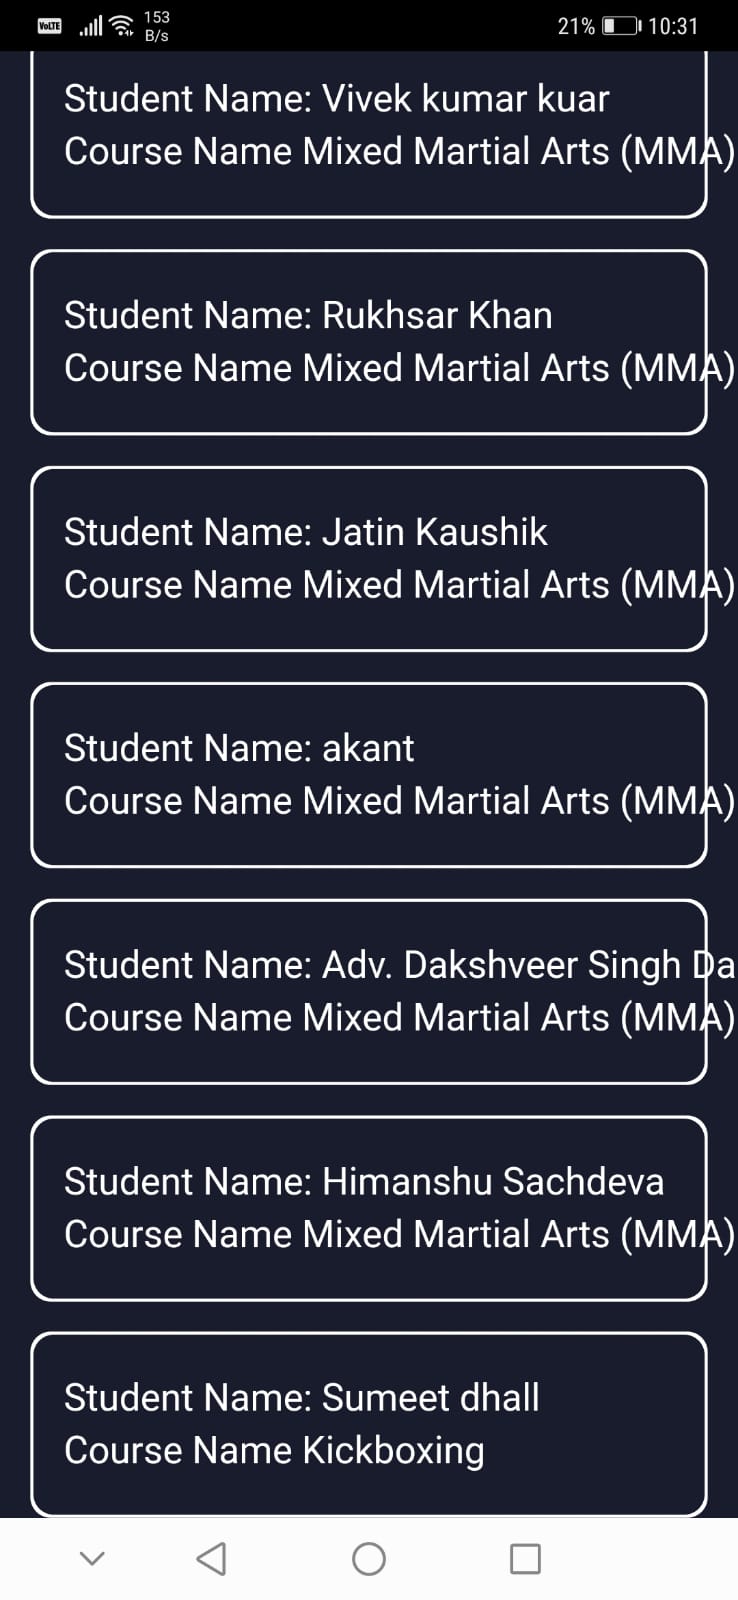 VoLTE 153 B/s 21% 10:31
Student Name: Vivek kumar kuar
Course Name Mixed Martial Arts (MMA)
Student Name: Rukhsar Khan
Course Name Mixed Martial Arts (MMA)
Student Name: Jatin Kaushik
Course Name Mixed Martial Arts (MMA)
Student Name: akant
Course Name Mixed Martial Arts (MMA)
Student Name: Adv. Dakshveer Singh Da
Course Name Mixed Martial Arts (MMA)
Student Name: Himanshu Sachdeva
Course Name Mixed Martial Arts (MMA)
Student Name: Sumeet dhall
Course Name Kickboxing